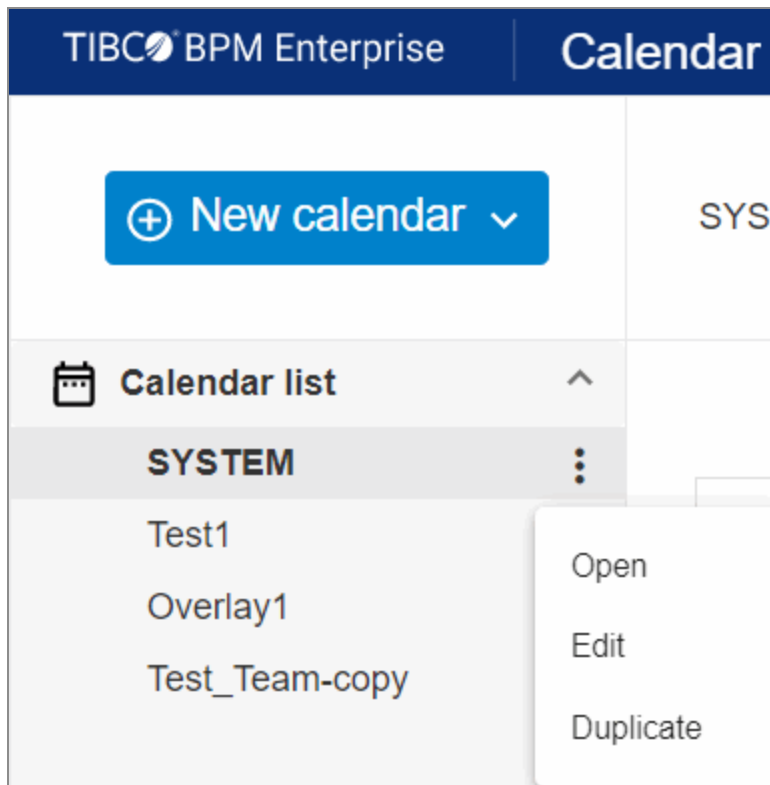 TIBCO® BPM Enterprise
Calendar
New calendar
SYS
Calendar list
SYSTEM
Test1
Overlay1
Test_Team-copy
Open
Edit
Duplicate